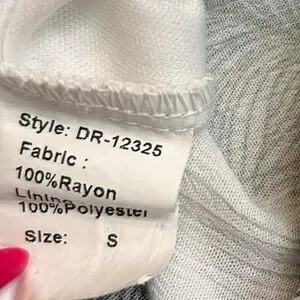 Style: DR-12325
Fabric :
100%Rayon
Lining
100%Polyester
Size: S